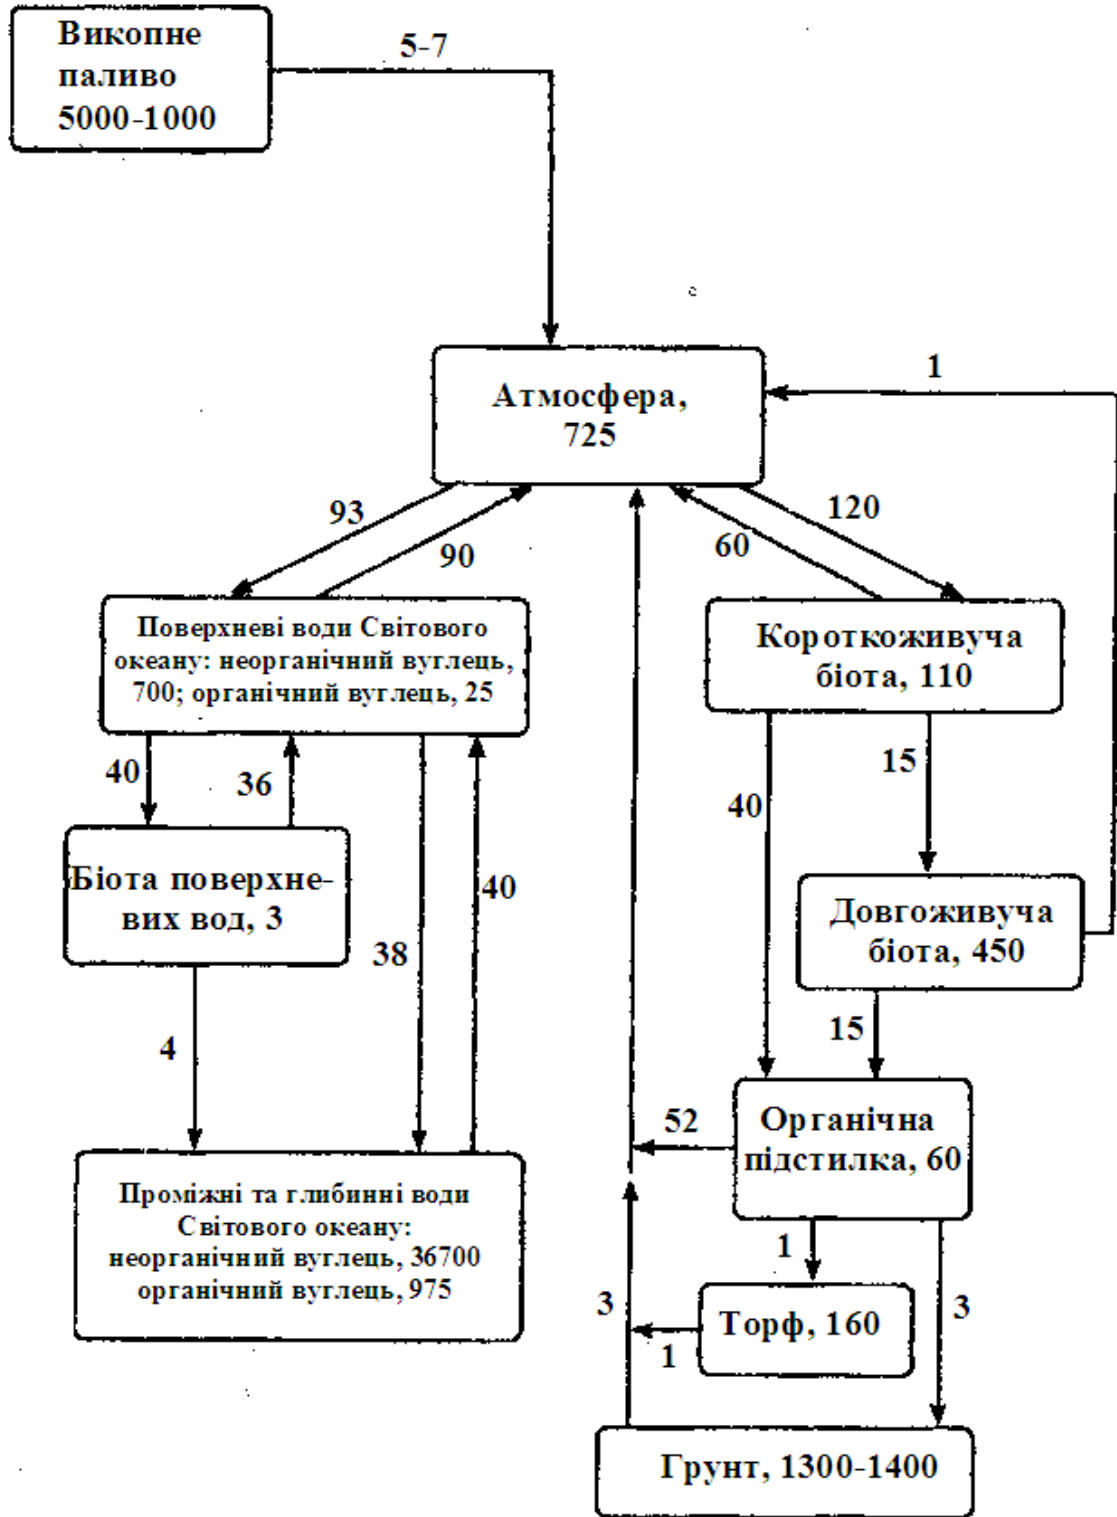 Викопне
паливо
5000-1000
5-7
Атмосфера,
725
1
93
90
60
120
Поверхневі води Світового
океану: неорганічний вуглець,
700; органічний вуглець, 25
Короткоживуча
біота, 110
40
36
40
15
Біота поверхне-
вих вод, 3
38
40
Довгоживуча
біота, 450
4
15
Органічна
підстилка, 60
52
Проміжні та глибинні води
Світового океану:
неорганічний вуглець, 36700
органічний вуглець, 975
1
3
3
Торф, 160
1
Грунт, 1300-1400